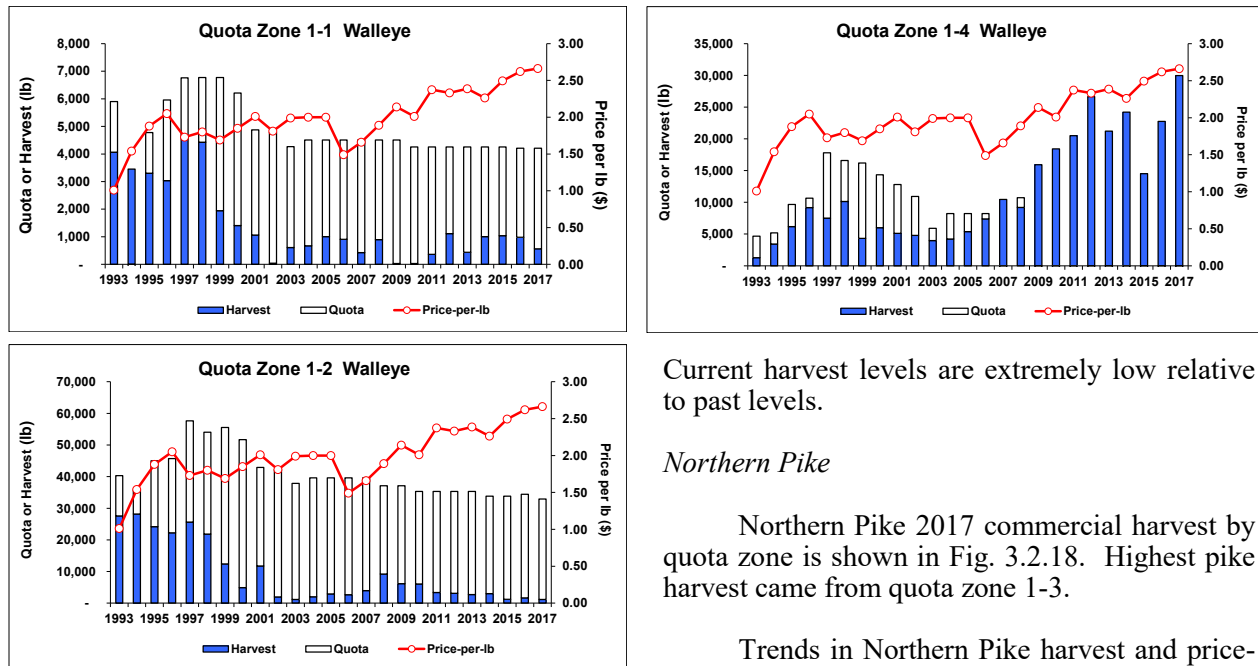 Quota Zone 1-1 Walleye
8,000
7,000
6,000
5,000
4,000
3,000
2,000
1,000
-
Quota or Harvest (lb)
3.00
2.50
2.00
1.50
1.00
0.50
0.00
Price per lb ($)
1993 1995 1997 1999 2001 2003 2005 2007 2009 2011 2013 2015 2017
Harvest Quota Price-per-lb
Quota Zone 1-2 Walleye
70,000
60,000
50,000
40,000
30,000
20,000
10,000
-
Quota or Harvest (lb)
3.00
2.50
2.00
1.50
1.00
0.50
0.00
Price per lb ($)
1993 1995 1997 1999 2001 2003 2005 2007 2009 2011 2013 2015 2017
Harvest Quota Price-per-lb
Quota Zone 1-4 Walleye
35,000
30,000
25,000
20,000
15,000
10,000
5,000
-
Quota or Harvest (lb)
3.00
2.50
2.00
1.50
1.00
0.50
0.00
Price per lb ($)
1993 1995 1997 1999 2001 2003 2005 2007 2009 2011 2013 2015 2017
Harvest Quota Price-per-lb
Current harvest levels are extremely low relative
to past levels.
Northern Pike
Northern Pike 2017 commercial harvest by
quota zone is shown in Fig. 3.2.18. Highest pike
harvest came from quota zone 1-3.
Trends in Northern Pike harvest and price-